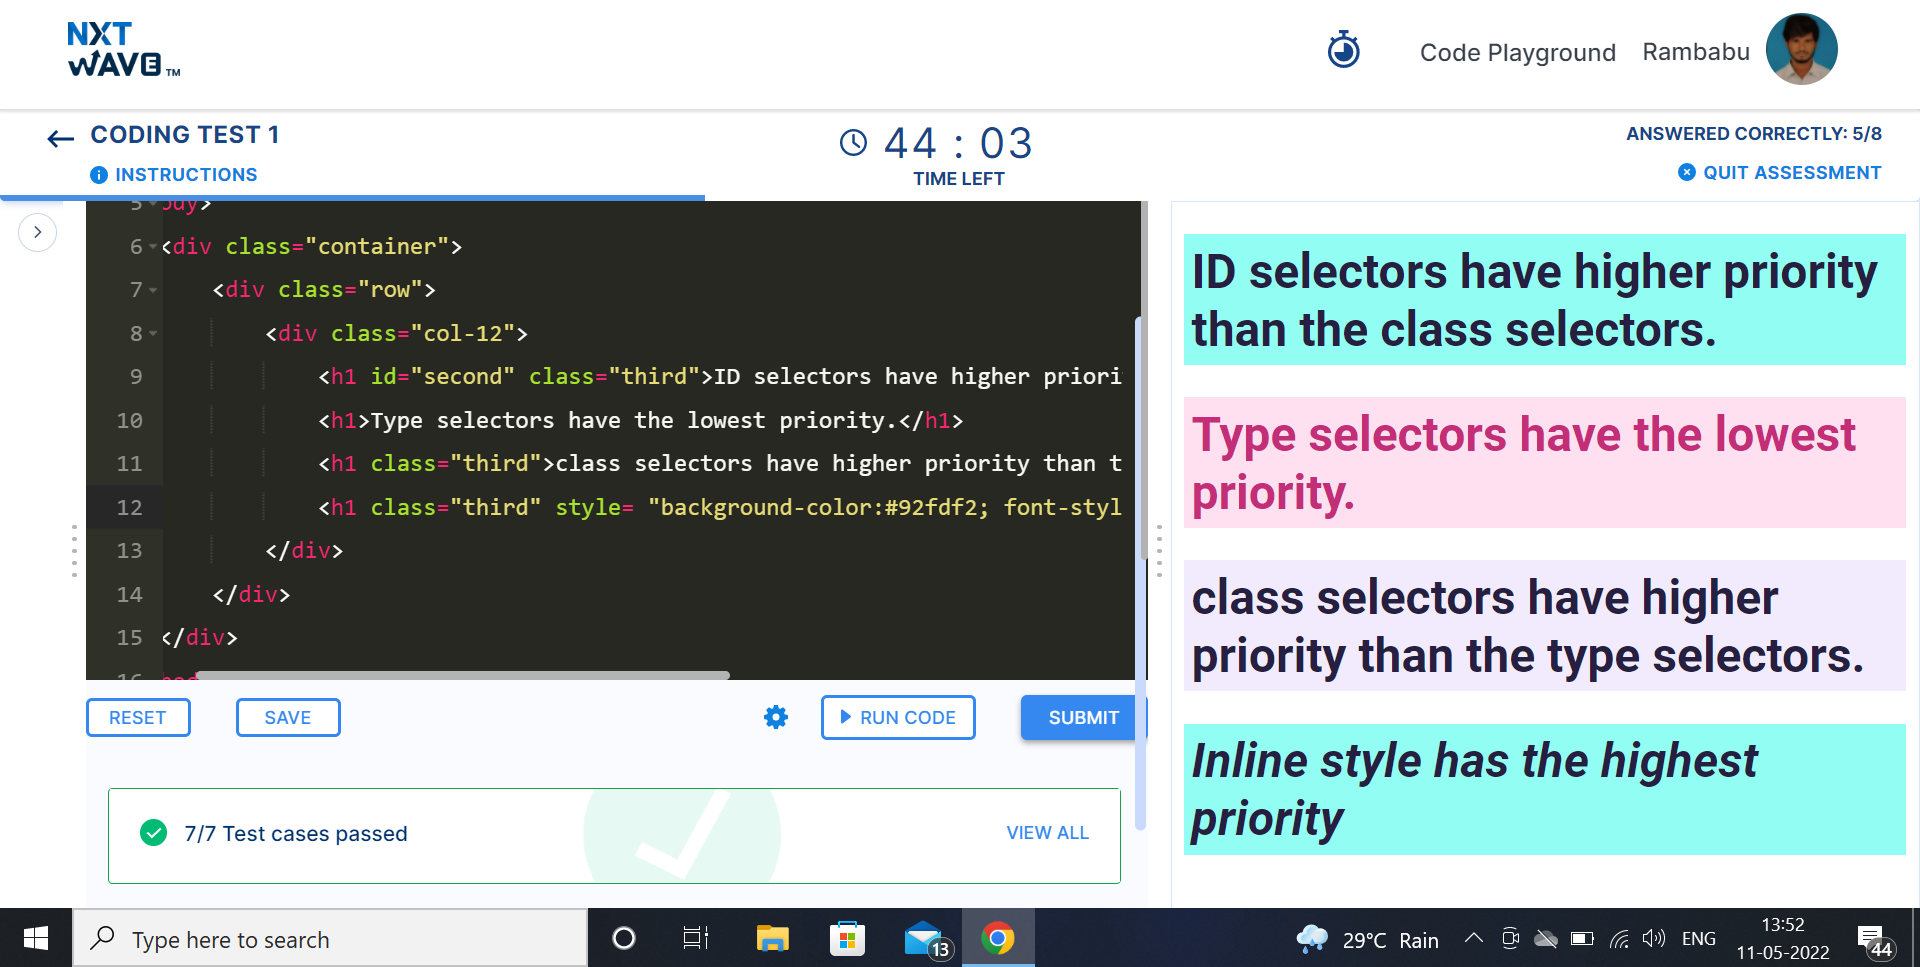 NXT
WAVE TM
Code Playground
Rambabu
CODING TEST 1
INSTRUCTIONS
44 : 03
TIME LEFT
ANSWERED CORRECTLY: 5/8
QUIT ASSESSMENT
5 ody>
6 <div class="container">
7 <div class="row">
8 <div class="col-12">
9 <h1 id="second" class="third">ID selectors have higher priori
10 <h1>Type selectors have the lowest priority.</h1>
11 <h1 class="third">class selectors have higher priority than t
12 <h1 class="third" style= "background-color:#92fdf2; font-styl
13 </div>
14 </div>
15 </div>
16
RESET
SAVE
RUN CODE
SUBMIT
7/7 Test cases passed
VIEW ALL
ID selectors have higher priority
than the class selectors.
Type selectors have the lowest
priority.
class selectors have higher
priority than the type selectors.
Inline style has the highest
priority
Type here to search
13
29°C Rain
ENG
13:52
11-05-2022
44